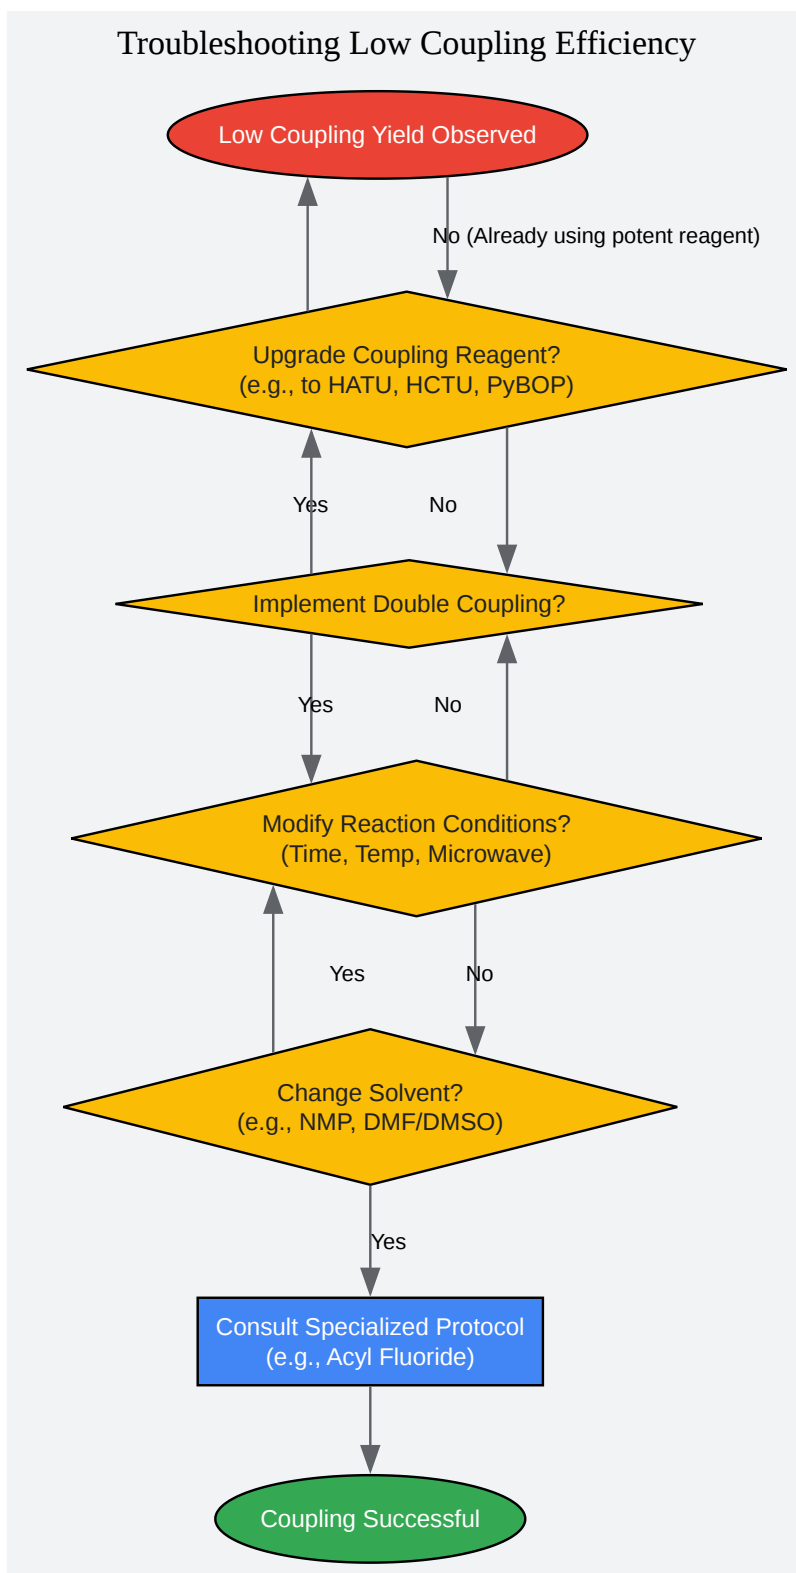 Troubleshooting Low Coupling Efficiency
Low Coupling Yield Observed
No (Already using potent reagent)
Upgrade Coupling Reagent?
(e.g., to HATU, HCTU, PyBOP)
Yes
No
Implement Double Coupling?
Yes
No
Modify Reaction Conditions?
(Time, Temp, Microwave)
Yes
No
Change Solvent?
(e.g., NMP, DMF/DMSO)
Yes
Consult Specialized Protocol
(e.g., Acyl Fluoride)
Coupling Successful